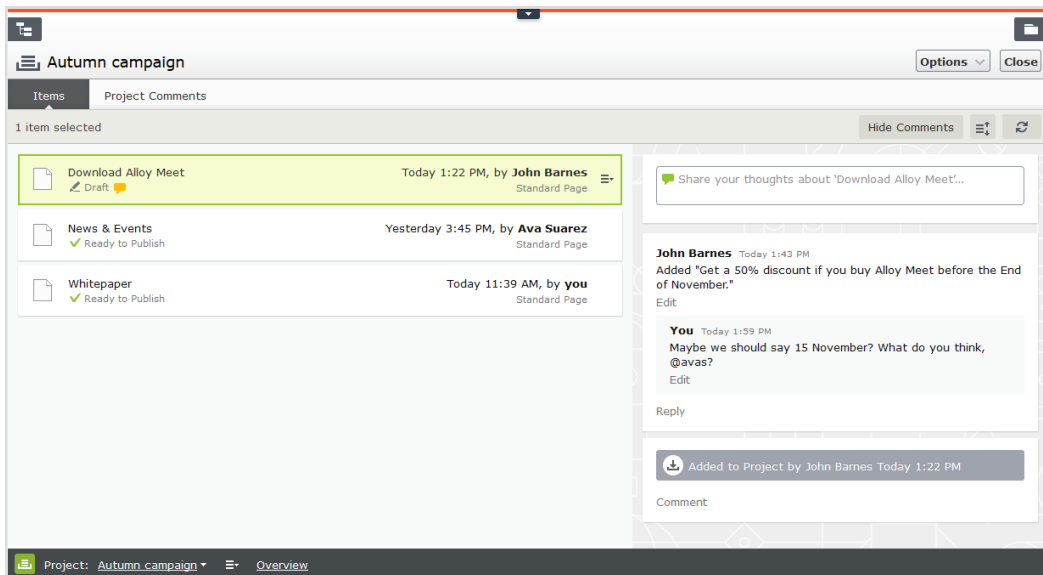 Autumn campaign
Options
Close
Items
Project Comments
1 item selected
Hide Comments
Download Alloy Meet
Today 1:22 PM, by John Barnes
Draft
Standard Page
News & Events
Yesterday 3:45 PM, by Ava Suarez
Ready to Publish
Standard Page
Whitepaper
Today 11:39 AM, by you
Ready to Publish
Standard Page
Share your thoughts about ‘Download Alloy Meet’...
John Barnes Today 1:43 PM
Added "Get a 50% discount if you buy Alloy Meet before the End
of November."
Edit
You Today 1:59 PM
Maybe we should say 15 November? What do you think,
@avas?
Edit
Reply
Added to Project by John Barnes Today 1:22 PM
Comment
Project: Autumn campaign
Overview